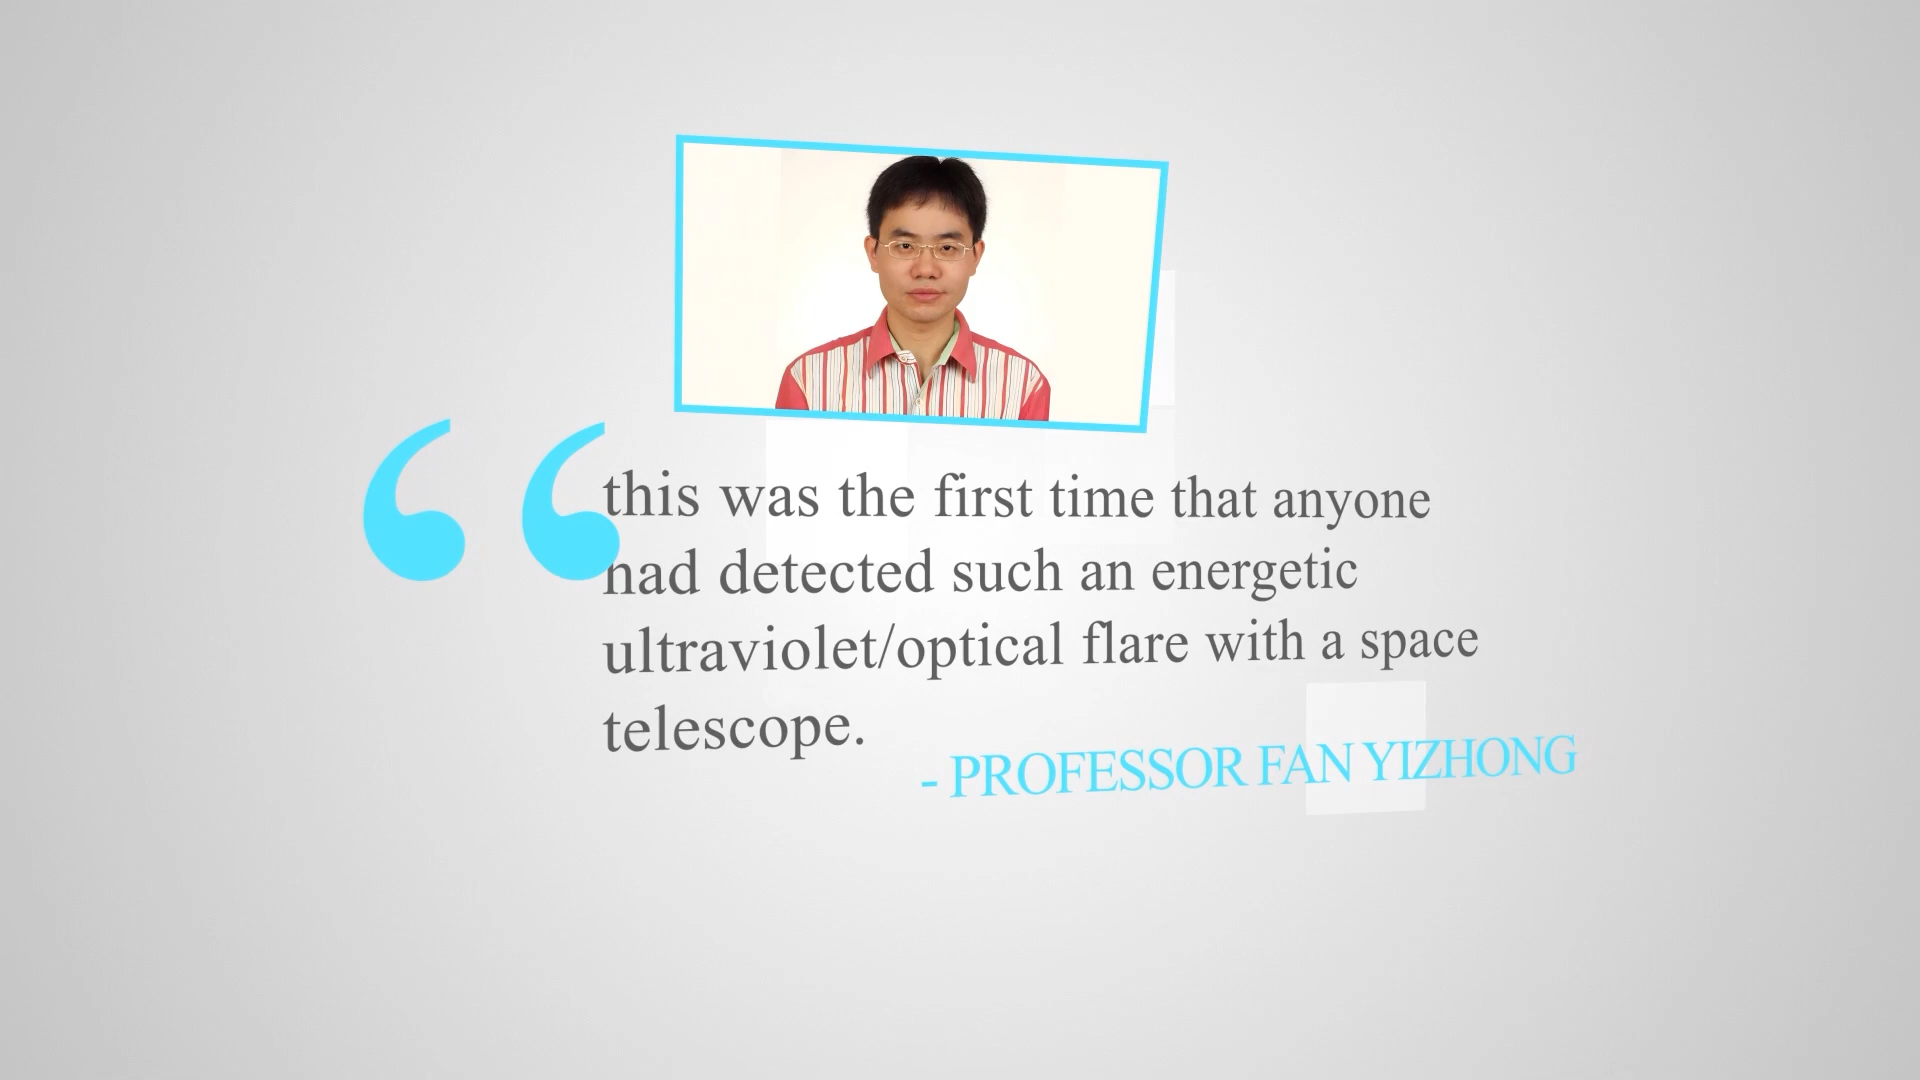 “
this was the first time that anyone
had detected such an energetic
ultraviolet/optical flare with a space
telescope.
- PROFESSOR FAN YIZHONG